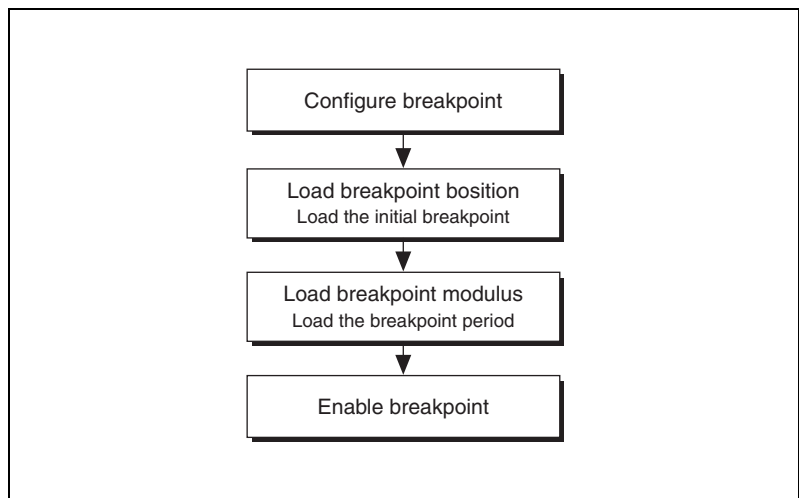 Configure breakpoint
Load breakpoint bosition
Load the initial breakpoint
Load breakpoint modulus
Load the breakpoint period
Enable breakpoint